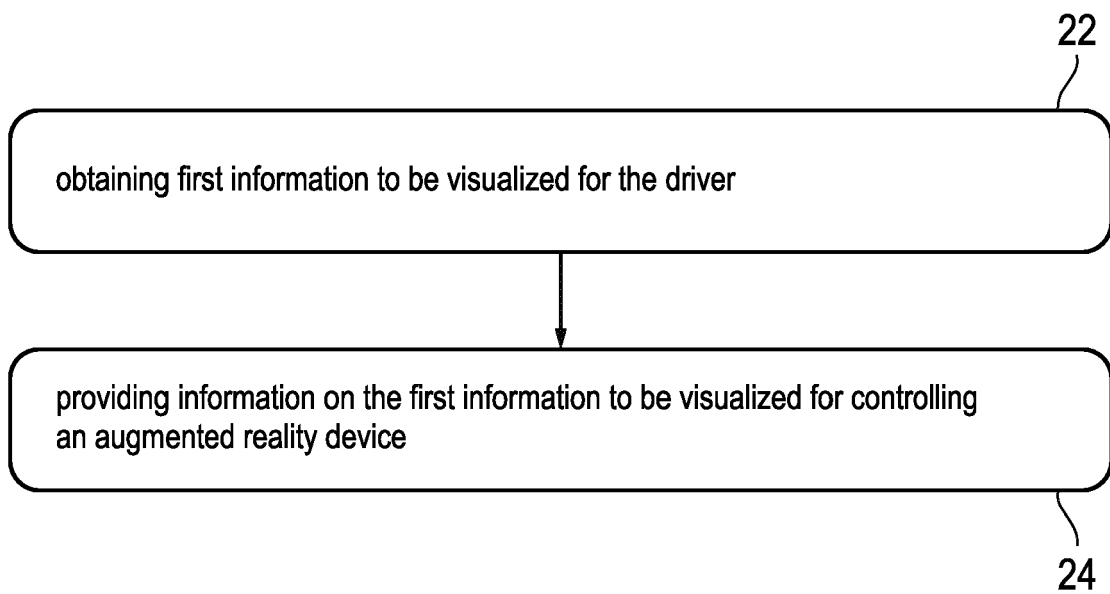 22
obtaining first information to be visualized for the driver
providing information on the first information to be visualized for controlling
an augmented reality device
24